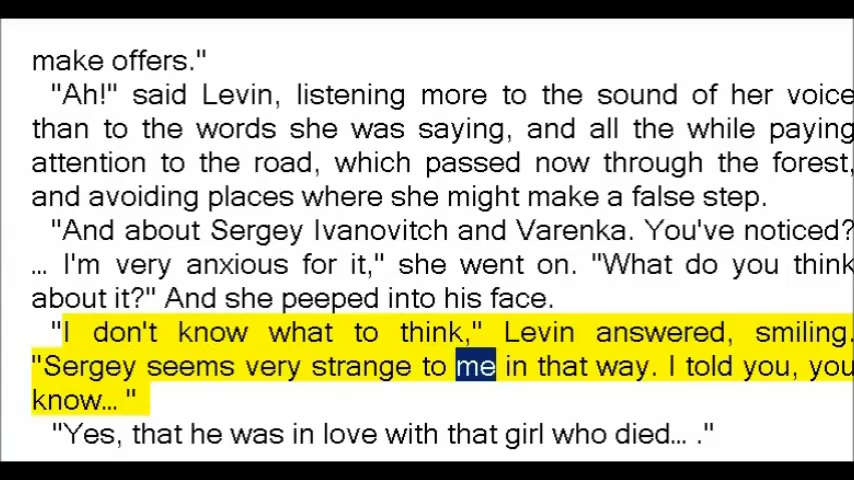 make offers."
"Ah!" said Levin, listening more to the sound of her voice
than to the words she was saying, and all the while paying
attention to the road, which passed now through the forest,
and avoiding places where she might make a false step.
"And about Sergey Ivanovitch and Varenka. You've noticed?
... I'm very anxious for it," she went on. "What do you think
about it?" And she peeped into his face.
"I don't know what to think," Levin answered, smiling.
"Sergey seems very strange to me in that way. I told you, you
know... "
"Yes, that he was in love with that girl who died... ."